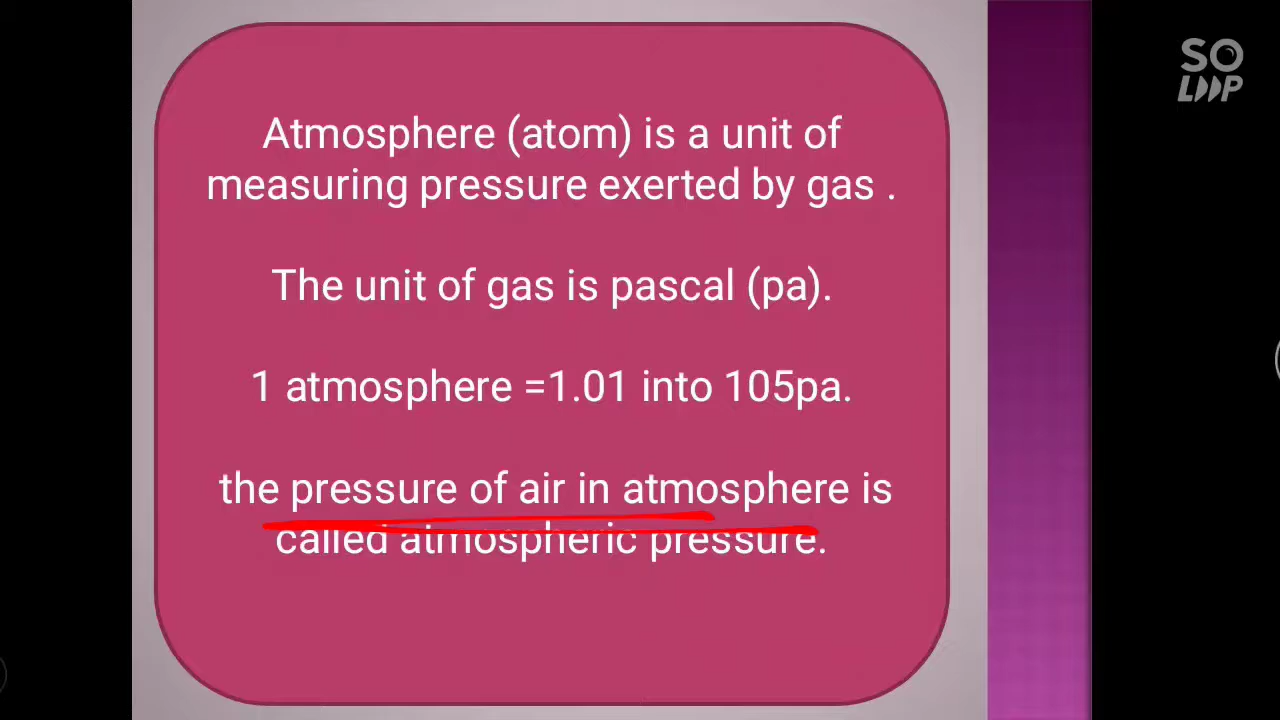 Atmosphere (atom) is a unit of
measuring pressure exerted by gas .
The unit of gas is pascal (pa).
1 atmosphere =1.01 into 105pa.
the pressure of air in atmosphere is
called atmospheric pressure.
SO
LOOP